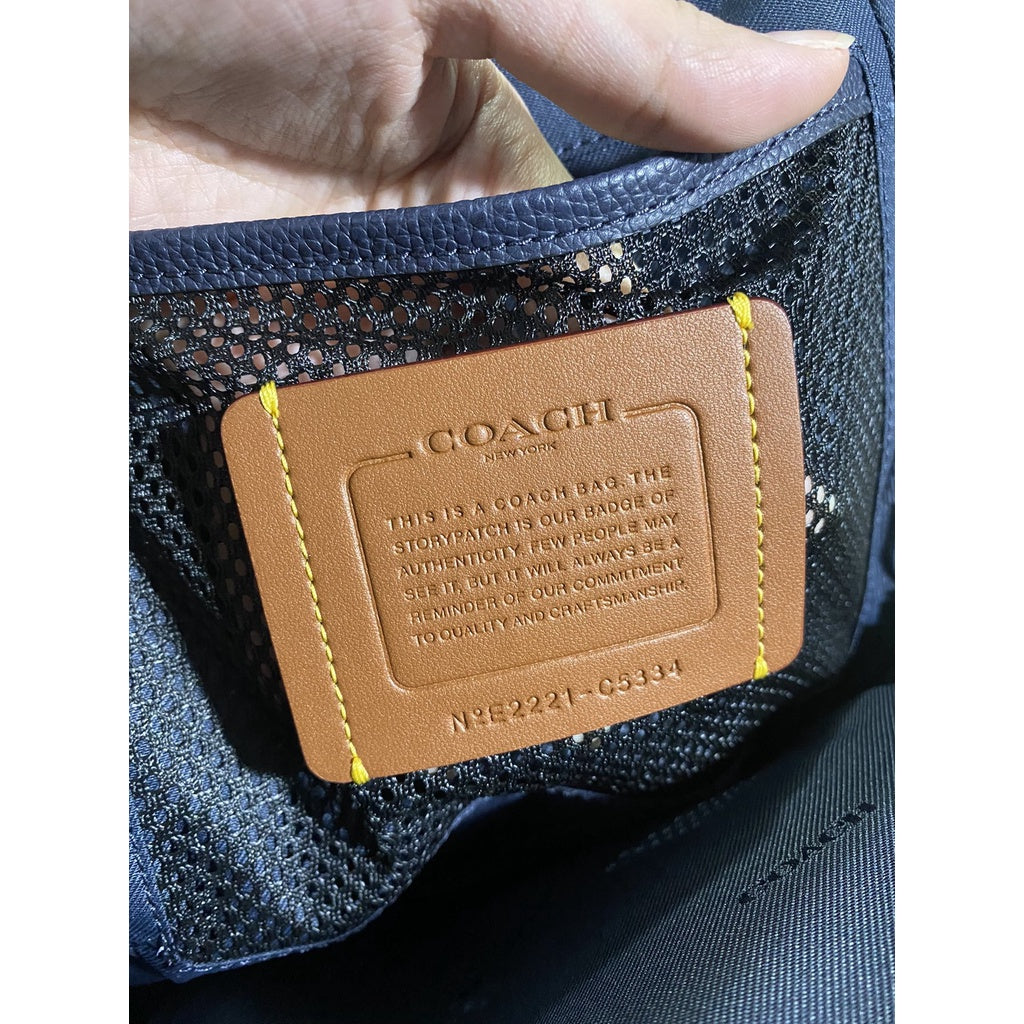 COACH
NEW YORK
THIS IS A COACH BAG. THE
STORYPATCH IS OUR BADGE OF
AUTHENTICITY. FEW PEOPLE MAY
SEE IT, BUT IT WILL ALWAYS BE A
REMINDER OF OUR COMMITMENT
TO QUALITY AND CRAFTSMANSHIP.
NºE2221-C5334
COACH